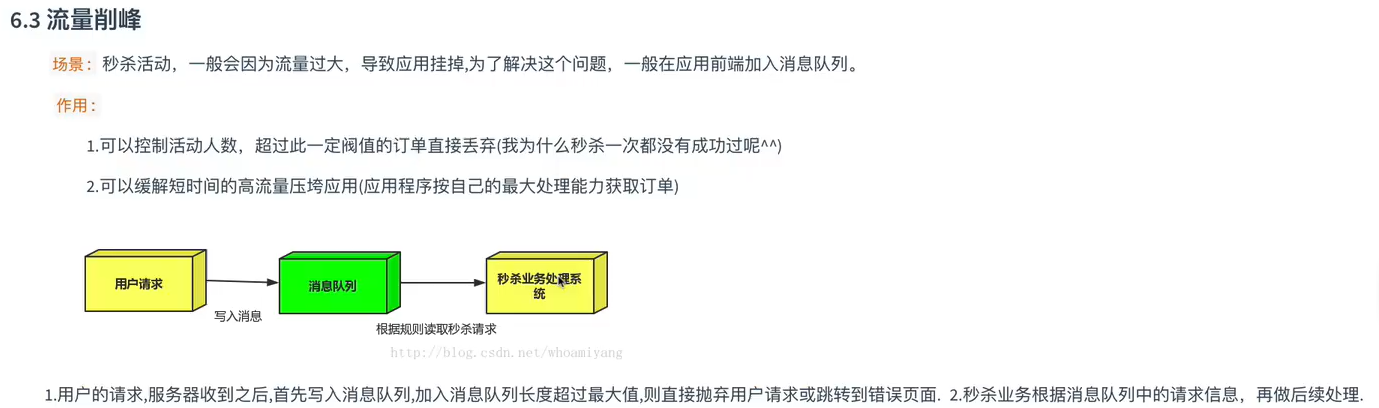 6.3 流量削峰
场景：秒杀活动，一般会因为流量过大，导致应用挂掉,为了解决这个问题，一般在应用前端加入消息队列。
作用：
1.可以控制活动人数，超过此一定阀值的订单直接丢弃(我为什么秒杀一次都没有成功过呢^^)
2.可以缓解短时间的高流量压垮应用(应用程序按自己的最大处理能力获取订单)
用户请求
消息队列
秒杀业务处理系
统
写入消息
根据规则读取秒杀请求
http://blog.csdn.net/whoamiyang
1.用户的请求,服务器收到之后,首先写入消息队列,加入消息队列长度超过最大值,则直接抛弃用户请求或跳转到错误页面. 2.秒杀业务根据消息队列中的请求信息，再做后续处理.